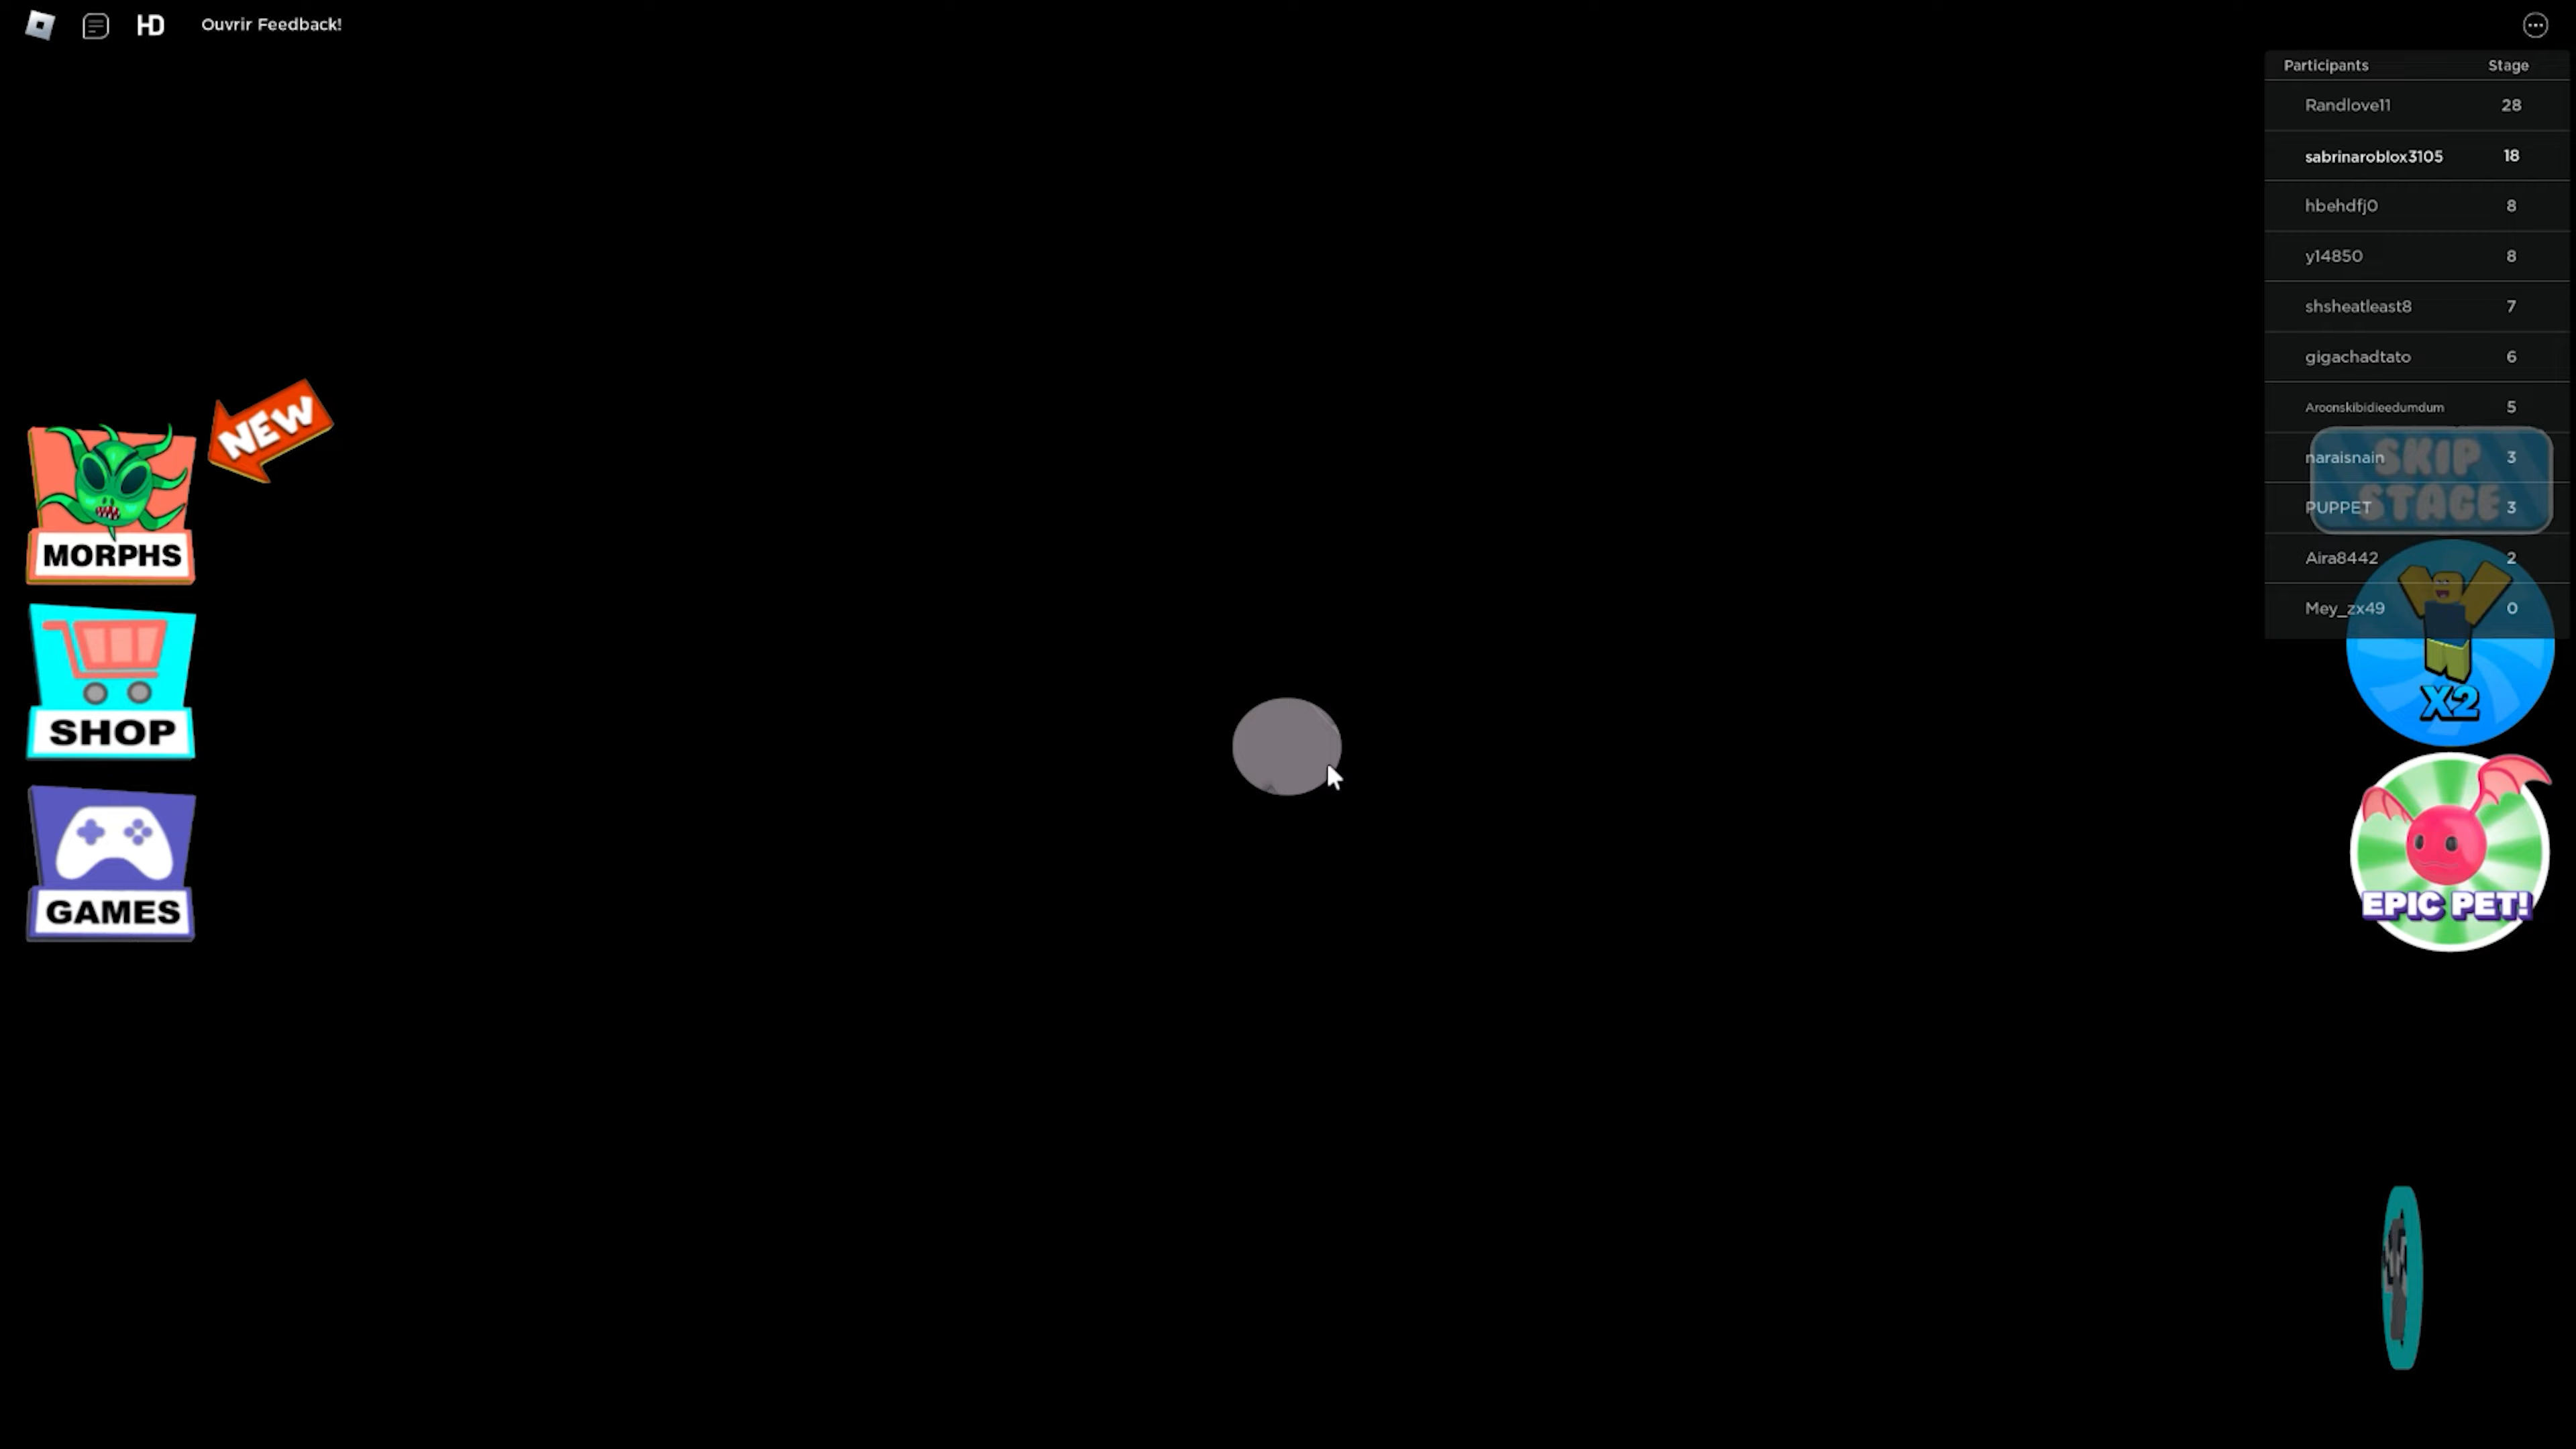 HD Ouvrir Feedback!
Participants Stage
Randlove11 28
sabrinaroblox3105 18
hbehdfj0 8
y14850 8
shsheatleast8 7
gigachadtato 6
Aroonskibidieedumdum 5
naraisnain 3
PUPPET 3
Aira8442 2
Mey_zx49 0
SKIP
STAGE
X2
EPIC PET!
NEW
MORPHS
SHOP
GAMES